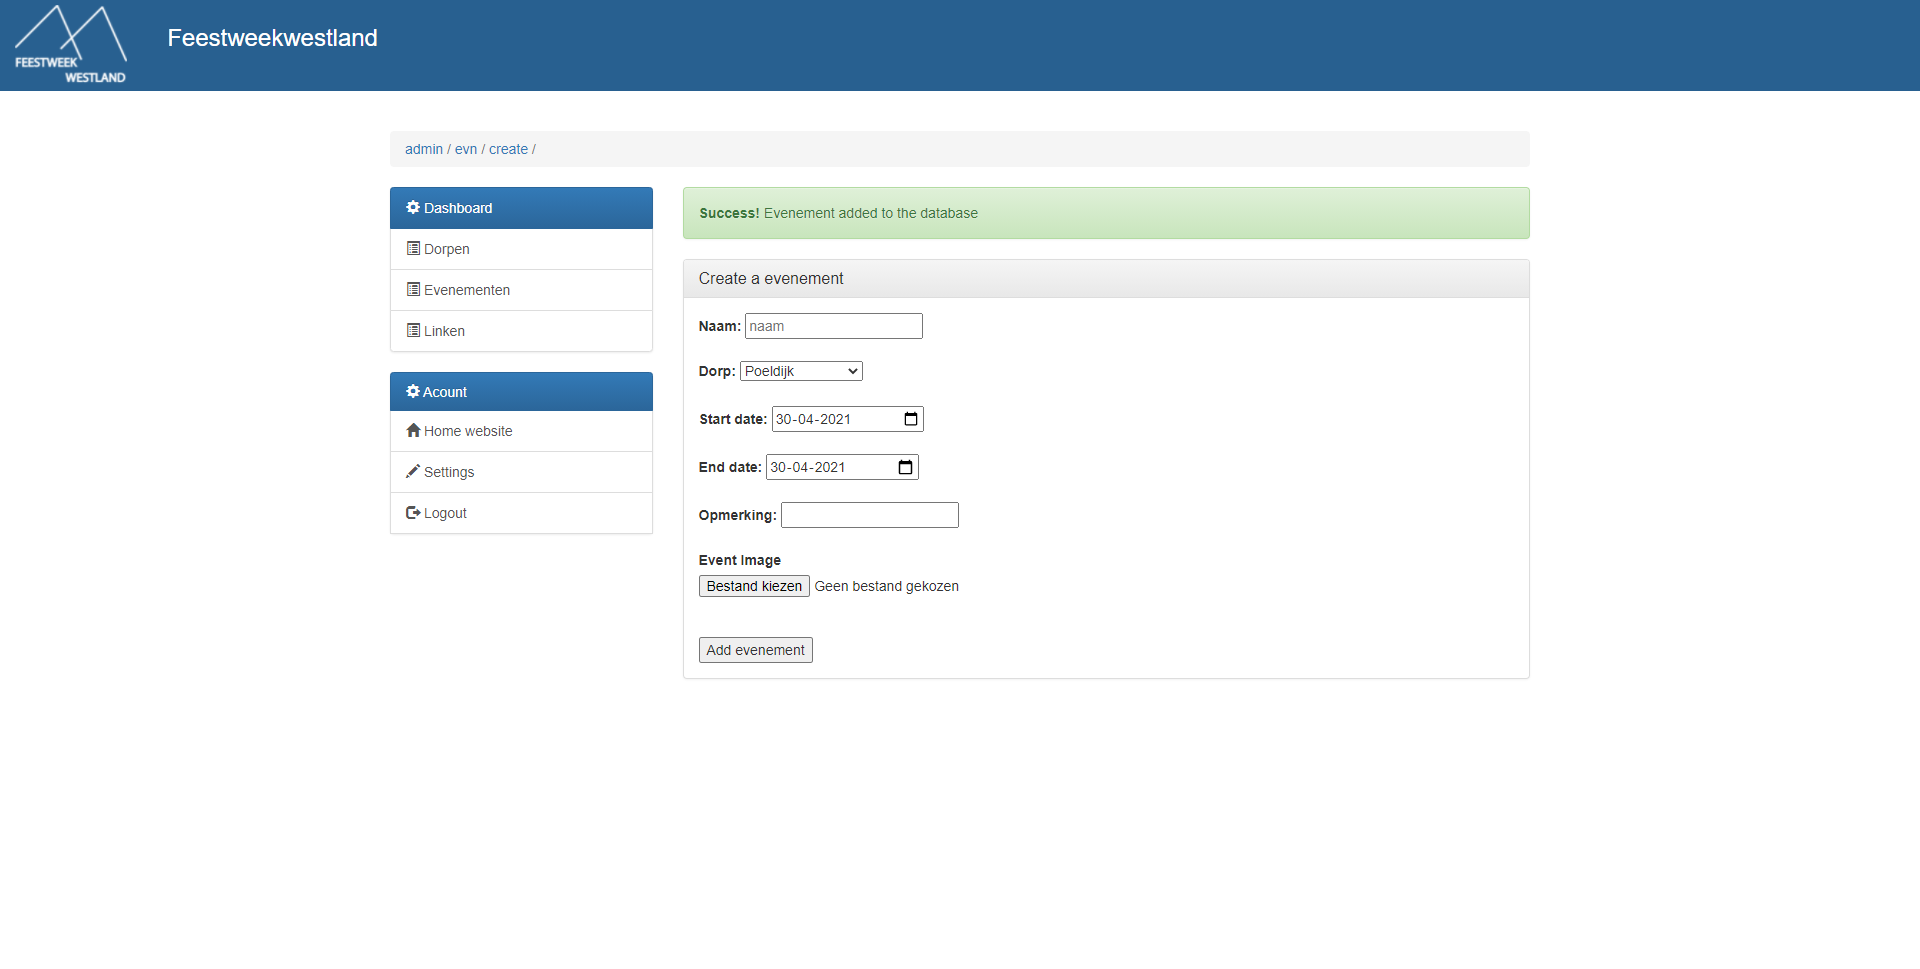 FEESTWEEK
WESTLAND
Feestweekwestland
admin / evn / create /
Dashboard
Dorpen
Evenementen
Linken
Acount
Home website
Settings
Logout
Success! Evenement added to the database
Create a evenement
Naam: naam
Dorp: Poeldijk
Start date: 30-04-2021
End date: 30-04-2021
Opmerking:
Event Image
Bestand kiezen Geen bestand gekozen
Add evenement